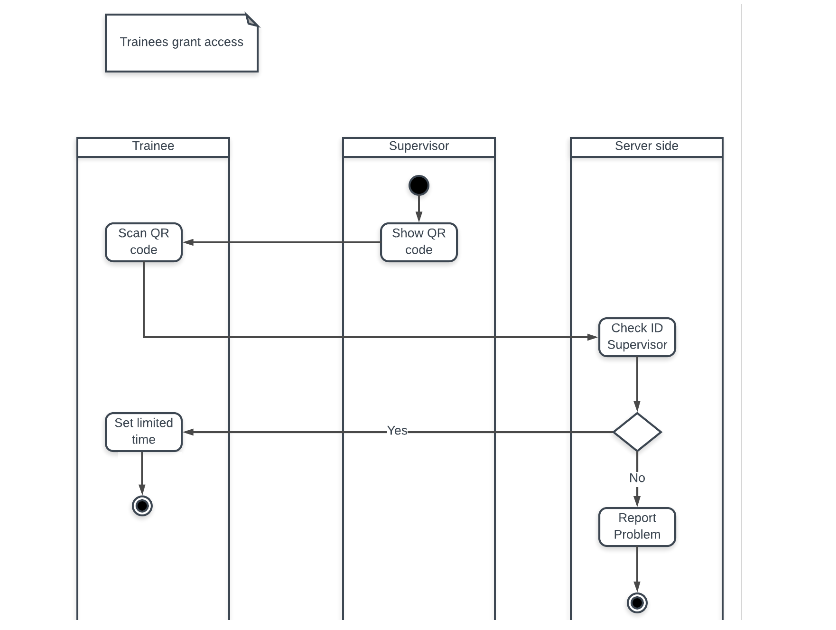 Trainees grant access
Trainee
Supervisor
Server side
Scan QR
code
Show QR
code
Check ID
Supervisor
Set limited
time
Yes
No
Report
Problem